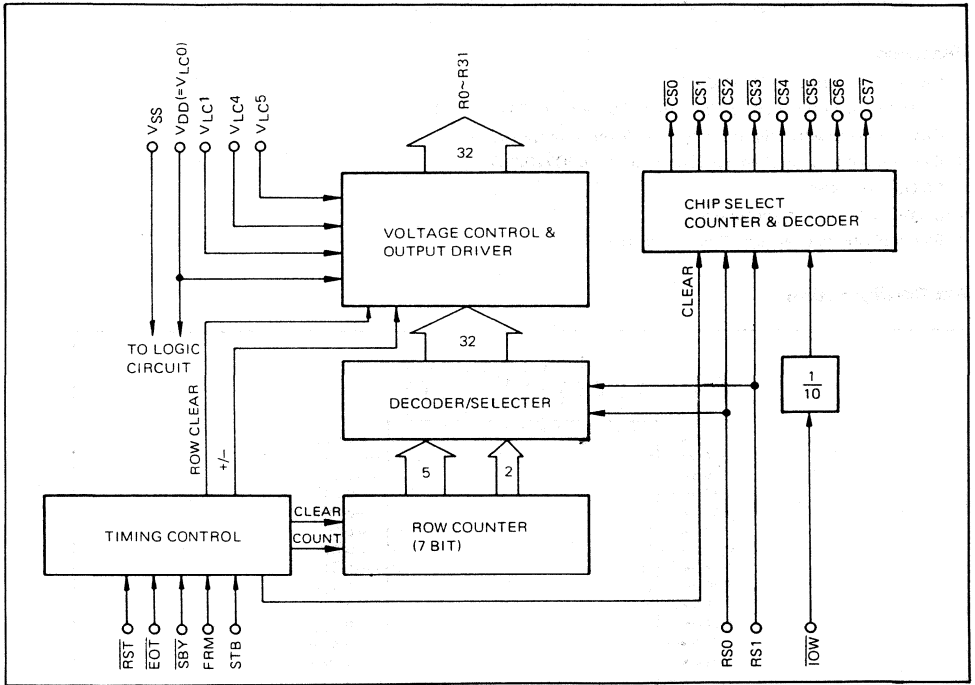 VSS
VDD(=VLC0)
VLC1
VLC4
VLC5
R0~R31
CS0
CS1
CS2
CS3
CS4
CS5
CS6
CS7
32
VOLTAGE CONTROL &
OUTPUT DRIVER
CHIP SELECT
COUNTER & DECODER
TO LOGIC
CIRCUIT
32
CLEAR
DECODER/SELECTER
1
10
ROW CLEAR
+/−
5
2
TIMING CONTROL
CLEAR
COUNT
ROW COUNTER
(7 BIT)
RST
EOT
SBY
FRM
STB
RS0
RS1
IOW